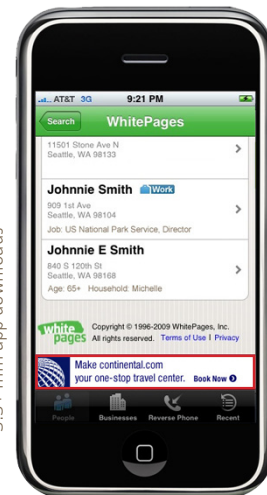 AT&T 3G 9:21 PM
Search WhitePages
11501 Stone Ave N
Seattle, WA 98133
Johnnie Smith Work
909 1st Ave
Seattle, WA 98104
Job: US National Park Service, Director
Johnnie E Smith
840 S 120th St
Seattle, WA 98168
Age: 65+ Household: Michelle
white
pages
Copyright © 1996-2009 WhitePages, Inc.
All rights reserved. Terms of Use | Privacy
Make continental.com
your one-stop travel center. Book Now
People Businesses Reverse Phone Recent
app downloads